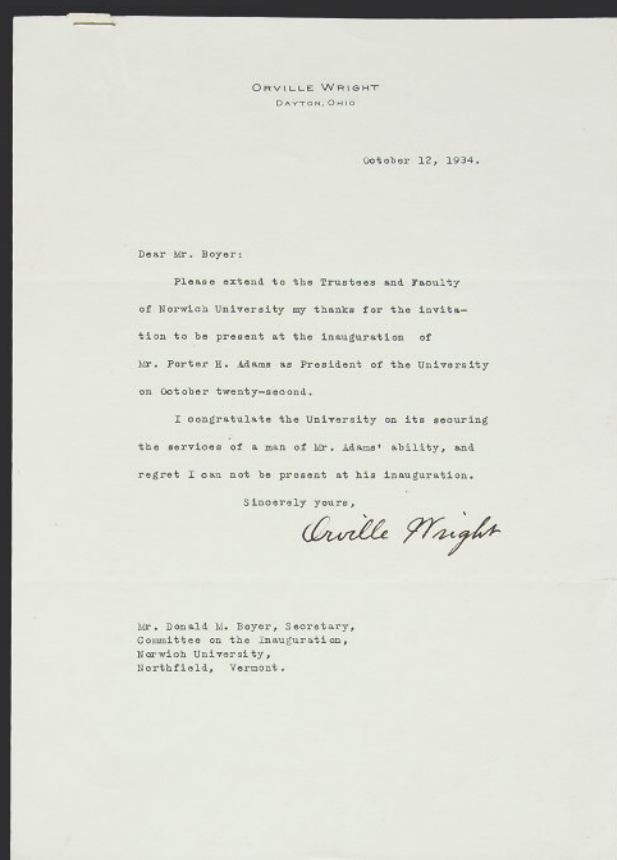 ORVILLE WRIGHT
DAYTON, OHIO
October 12, 1934.
Dear Mr. Boyer:
Please extend to the Trustees and Faculty
of Norwich University my thanks for the invita-
tion to be present at the inauguration of
Mr. Porter H. Adams as President of the University
on October twenty-second.
I congratulate the University on its securing
the services of a man of Mr. Adams' ability, and
regret I can not be present at his inauguration.
Sincerely yours,
Orville Wright
Mr. Donald M. Boyer, Secretary,
Committee on the Inauguration,
Norwich University,
Northfield, Vermont.